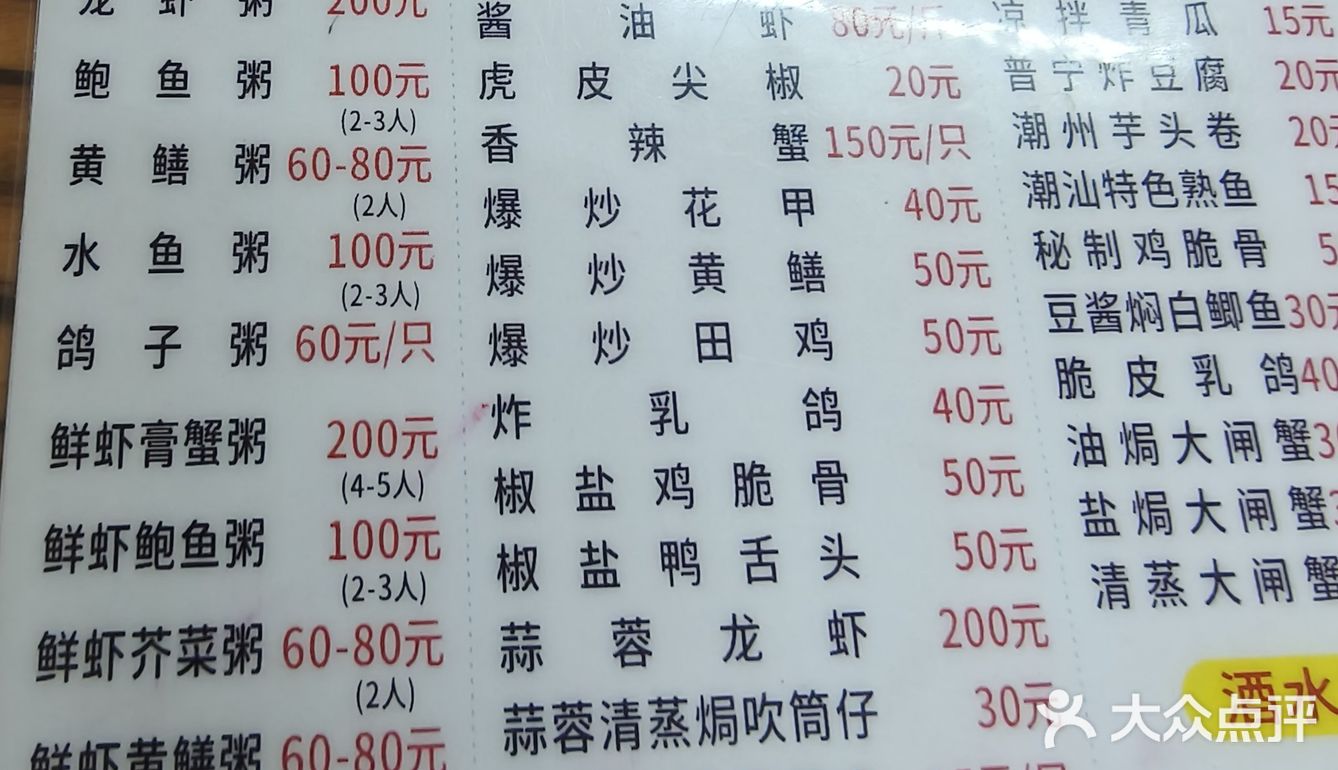 龙虾粥 200元
鲍鱼粥 100元
(2-3人)
黄鳝粥 60-80元
(2人)
水鱼粥 100元
(2-3人)
鸽子粥 60元/只
鲜虾膏蟹粥 200元
(4-5人)
鲜虾鲍鱼粥 100元
(2-3人)
鲜虾芥菜粥 60-80元
(2人)
鲜虾黄鳝粥 60-80元
酱油虾 80元/斤
虎皮尖椒 20元
香辣蟹 150元/只
爆炒花甲 40元
爆炒黄鳝 50元
爆炒田鸡 50元
炸乳鸽 40元
椒盐鸡脆骨 50元
椒盐鸭舌头 50元
蒜蓉龙虾 200元
蒜蓉清蒸焗吹筒仔 30元
凉拌青瓜 15元
普宁炸豆腐 20元
潮州芋头卷 20元
潮汕特色熟鱼
秘制鸡脆骨
豆酱焖白鲫鱼 30元
脆皮乳鸽
油焗大闸蟹
盐焗大闸蟹
清蒸大闸蟹
酒水
大众点评